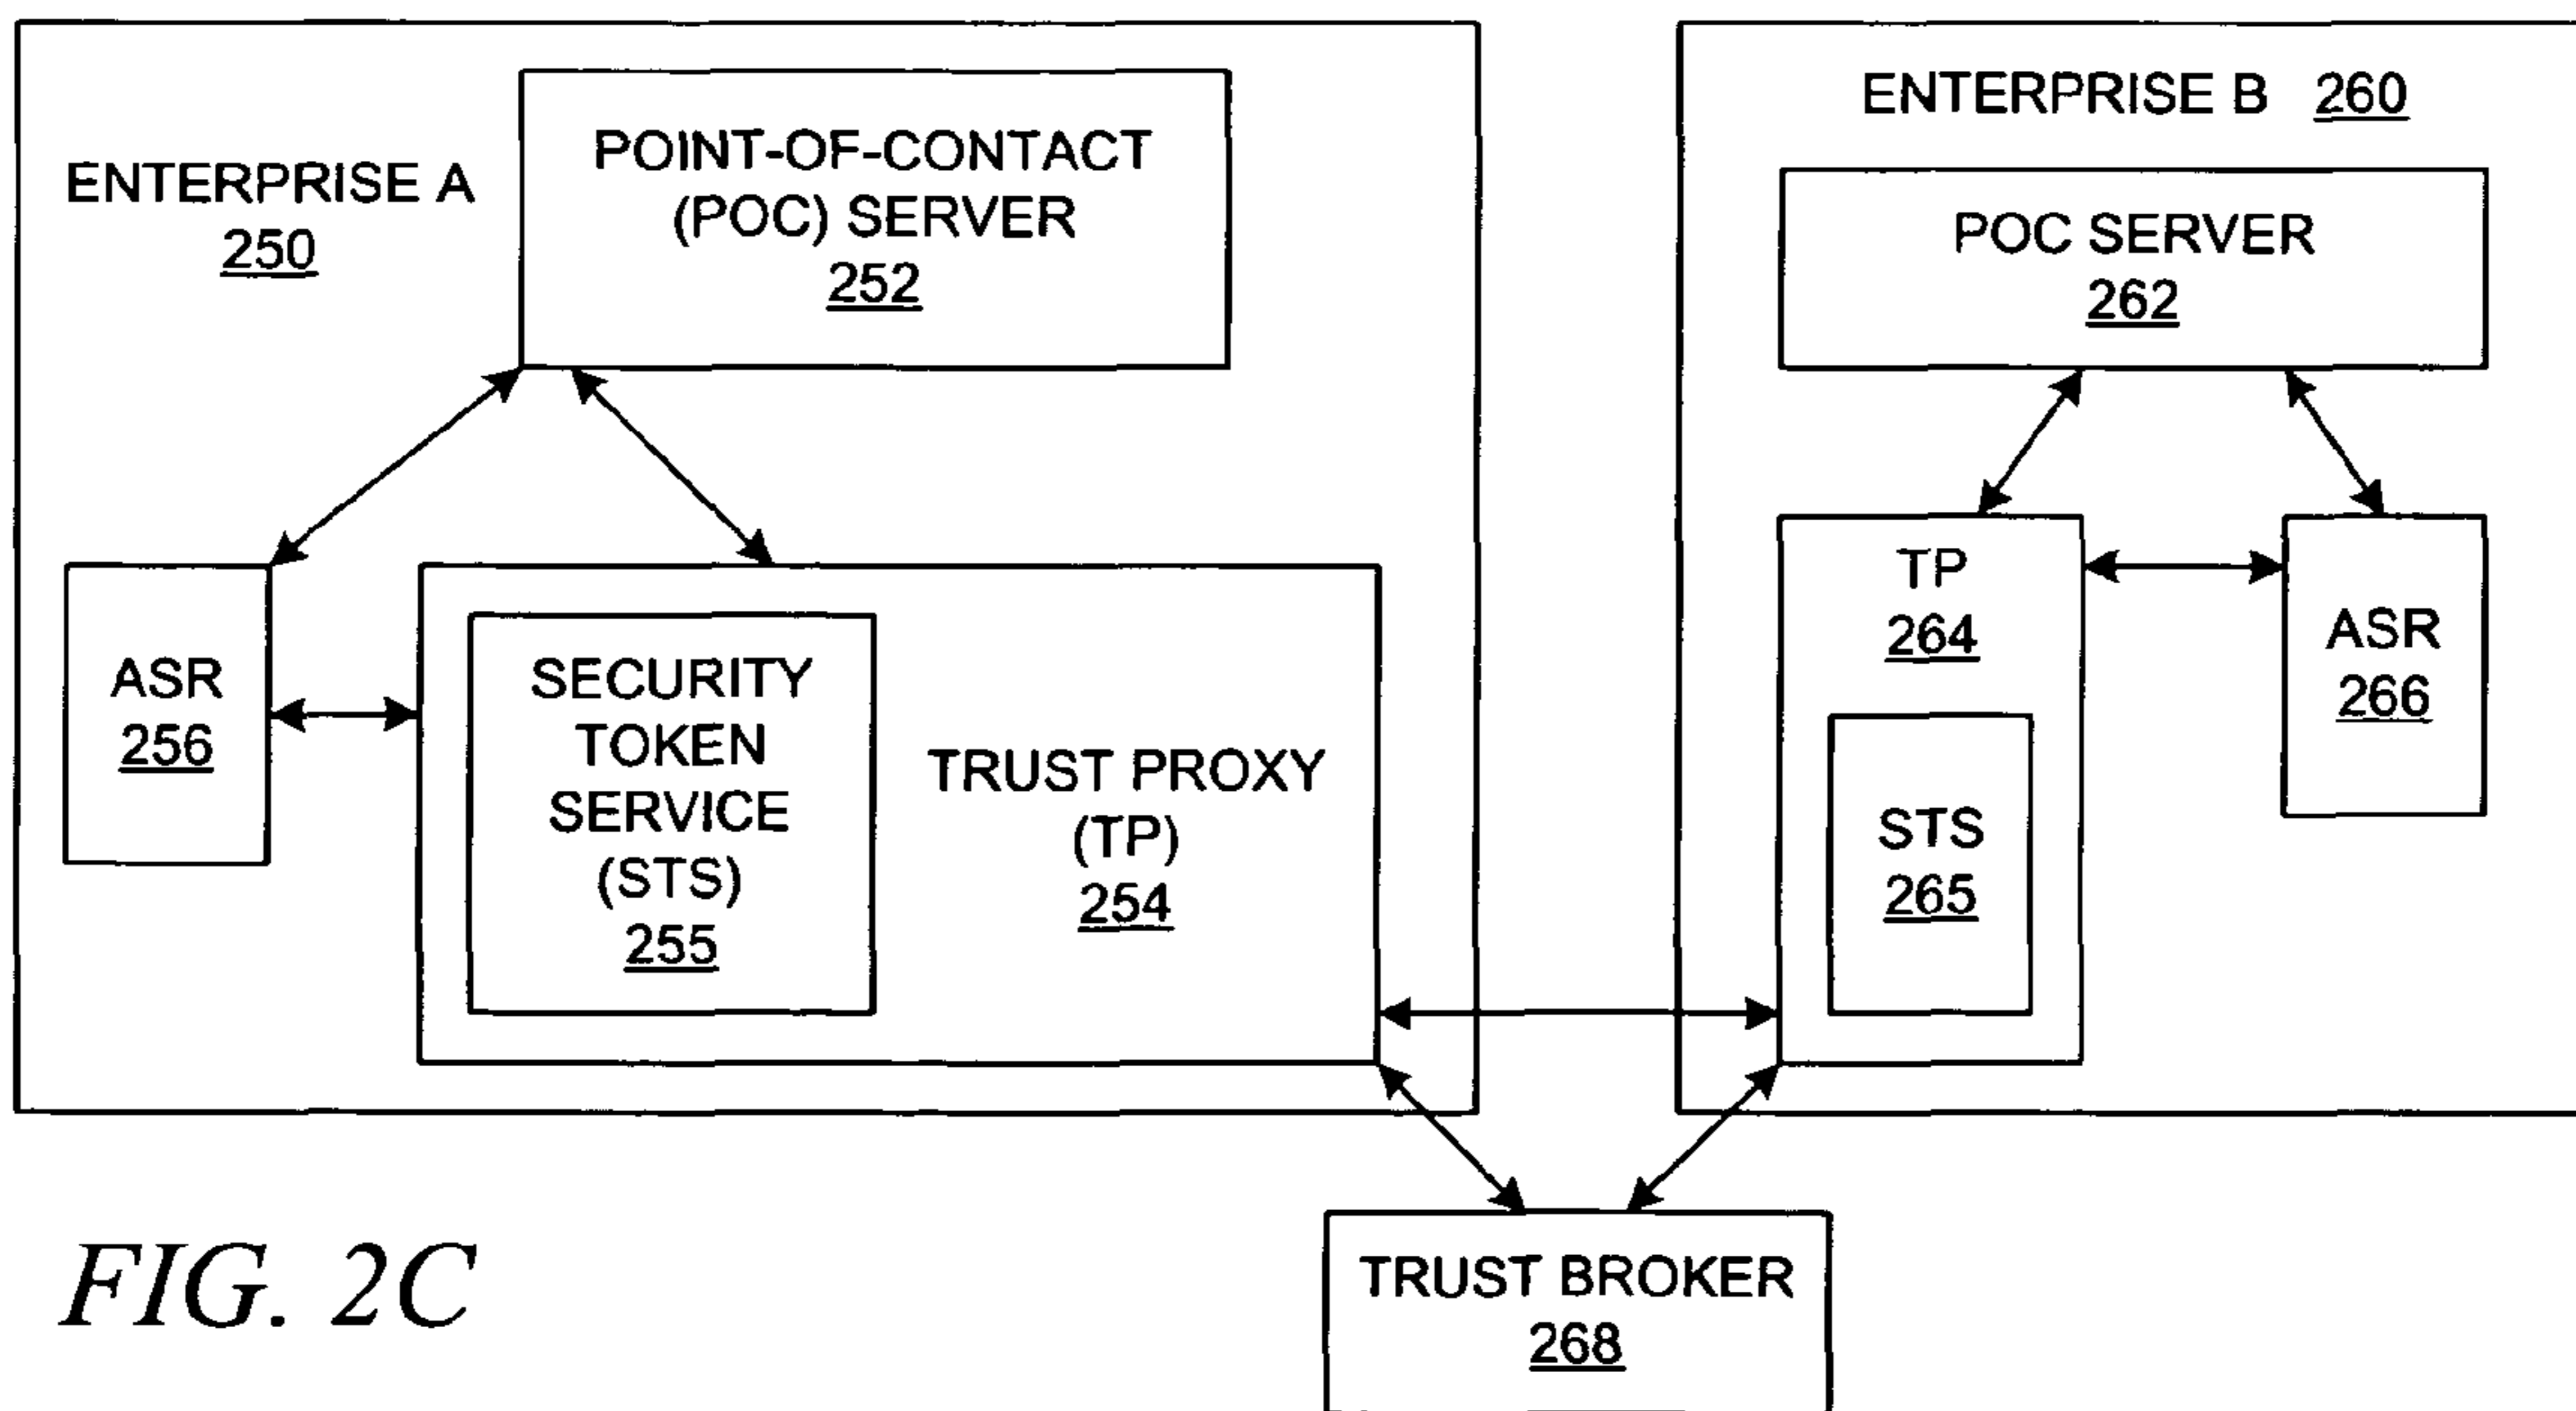 ENTERPRISE A
250
POINT-OF-CONTACT
(POC) SERVER
252
ASR
256
SECURITY
TOKEN
SERVICE
(STS)
255
TRUST PROXY
(TP)
254
ENTERPRISE B 260
POC SERVER
262
TP
264
STS
265
ASR
266
TRUST BROKER
268
FIG. 2C